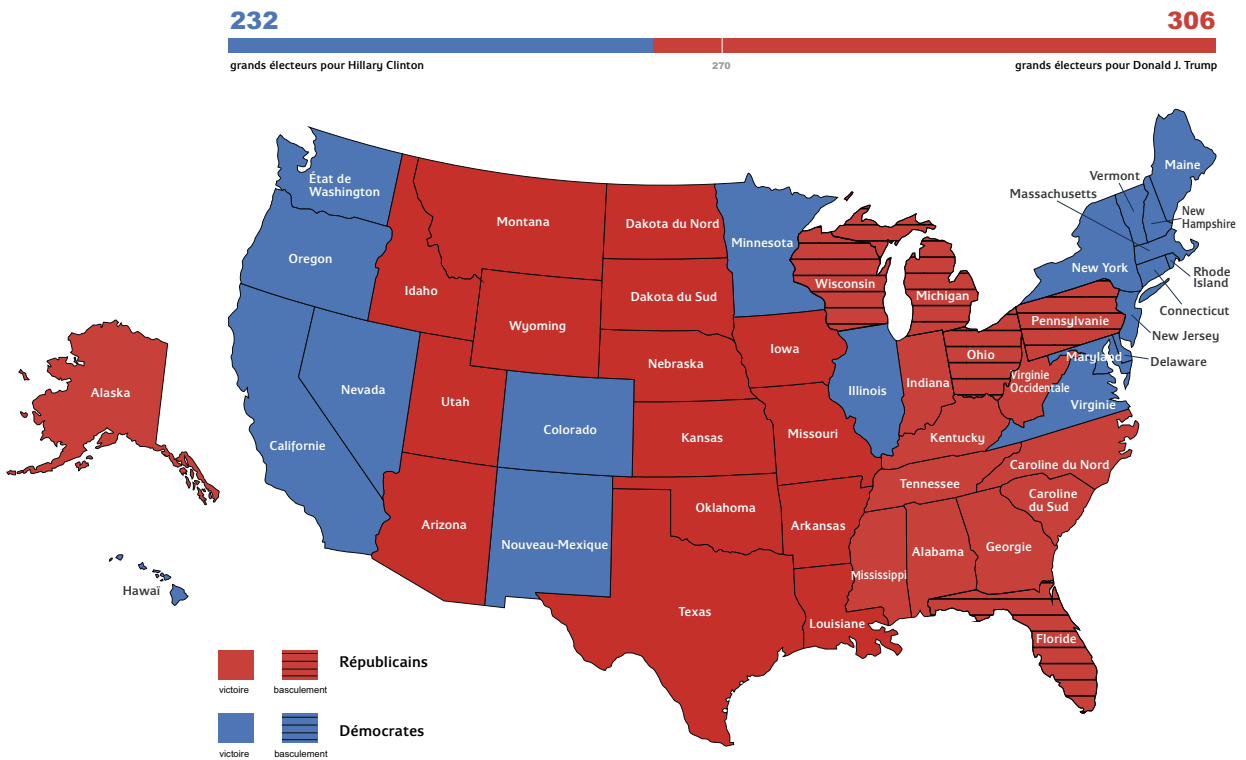 232
306
grands électeurs pour Hillary Clinton
270
grands électeurs pour Donald J. Trump
Maine
Vermont
Massachusetts
New
Hampshire
État de
Washington
Montana
Dakota du Nord
Minnesota
Oregon
New York
Rhode
Island
Idaho
Dakota du Sud
Wisconsin
Michigan
Connecticut
Wyoming
Pennsylvanie
New Jersey
Iowa
Ohio
Maryland
Delaware
Nebraska
Alaska
Nevada
Utah
Illinois
Indiana
Virginie
Occidentale
Virginie
Californie
Colorado
Kansas
Missouri
Kentucky
Caroline du Nord
Tennessee
Caroline
du Sud
Arizona
Oklahoma
Arkansas
Nouveau-Mexique
Alabama
Georgie
Mississippi
Hawaï
Texas
Louisiane
Floride
Républicains
victoire
basculement
Démocrates
victoire
basculement